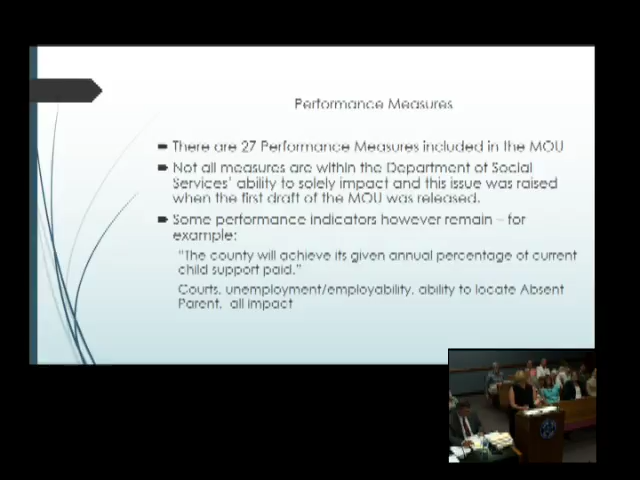 Performance Measures
There are 27 Performance Measures included in the MOU
Not all measures are within the Department of Social
Services' ability to solely impact and this issue was raised
when the first draft of the MOU was released.
Some performance indicators however remain – for
example:
"The county will achieve its given annual percentage of current
child support paid."
Courts, unemployment/employability, ability to locate Absent
Parent, all impact